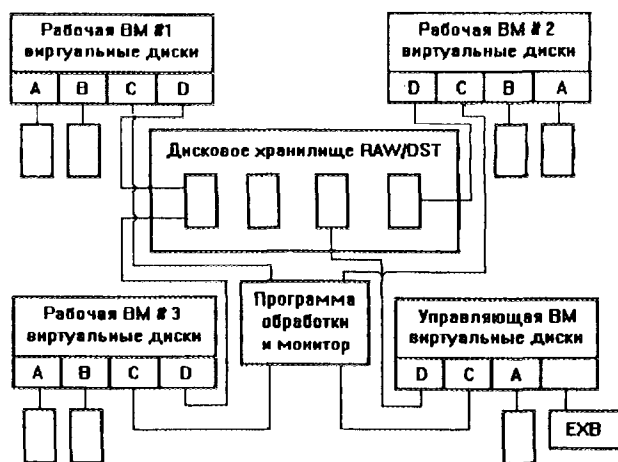 Рабочая ВМ #1
виртуальные диски
A B C D
Рабочая ВМ #2
виртуальные диски
D C B A
Дисковое хранилище RAW/DST
Программа
обработки
и монитор
Рабочая ВМ #3
виртуальные диски
A B C D
Управляющая ВМ
виртуальные диски
D C A
EXB